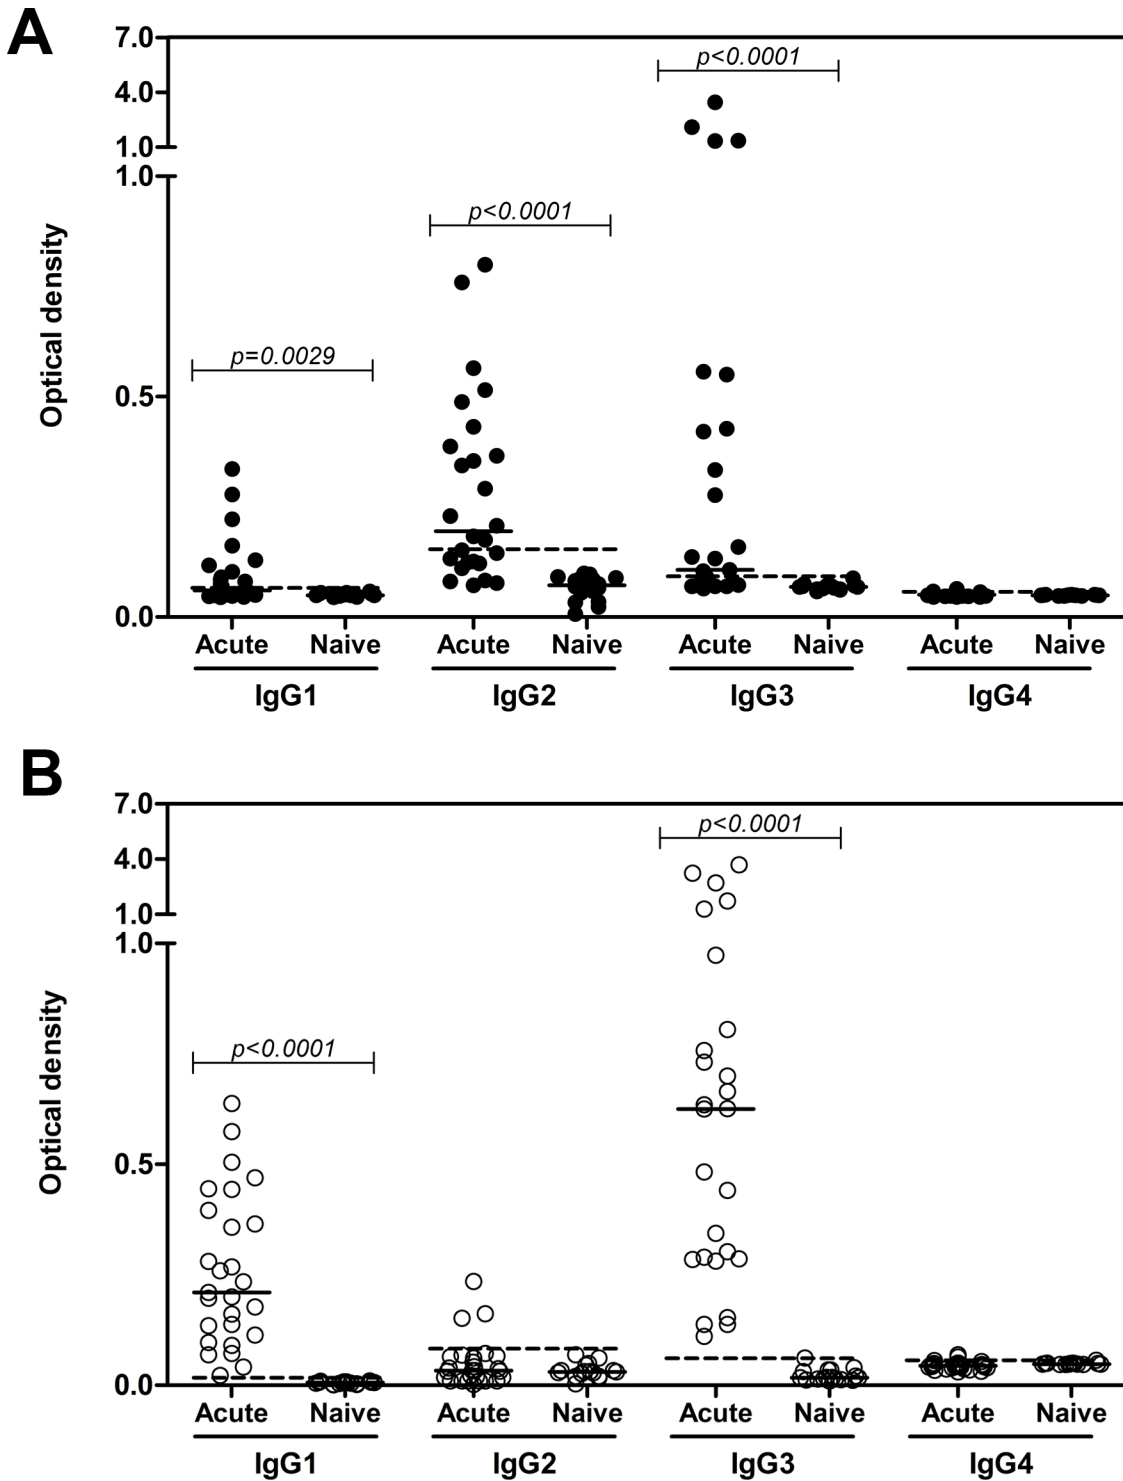 A
7.0
p<0.0001
4.0
1.0
1.0
p<0.0001
Optical density
p=0.0029
0.5
0.0
Acute Naive Acute Naive Acute Naive Acute Naive
IgG1 IgG2 IgG3 IgG4
B
7.0
p<0.0001
4.0
1.0
1.0
Optical density
p<0.0001
0.5
0.0
Acute Naive Acute Naive Acute Naive Acute Naive
IgG1 IgG2 IgG3 IgG4